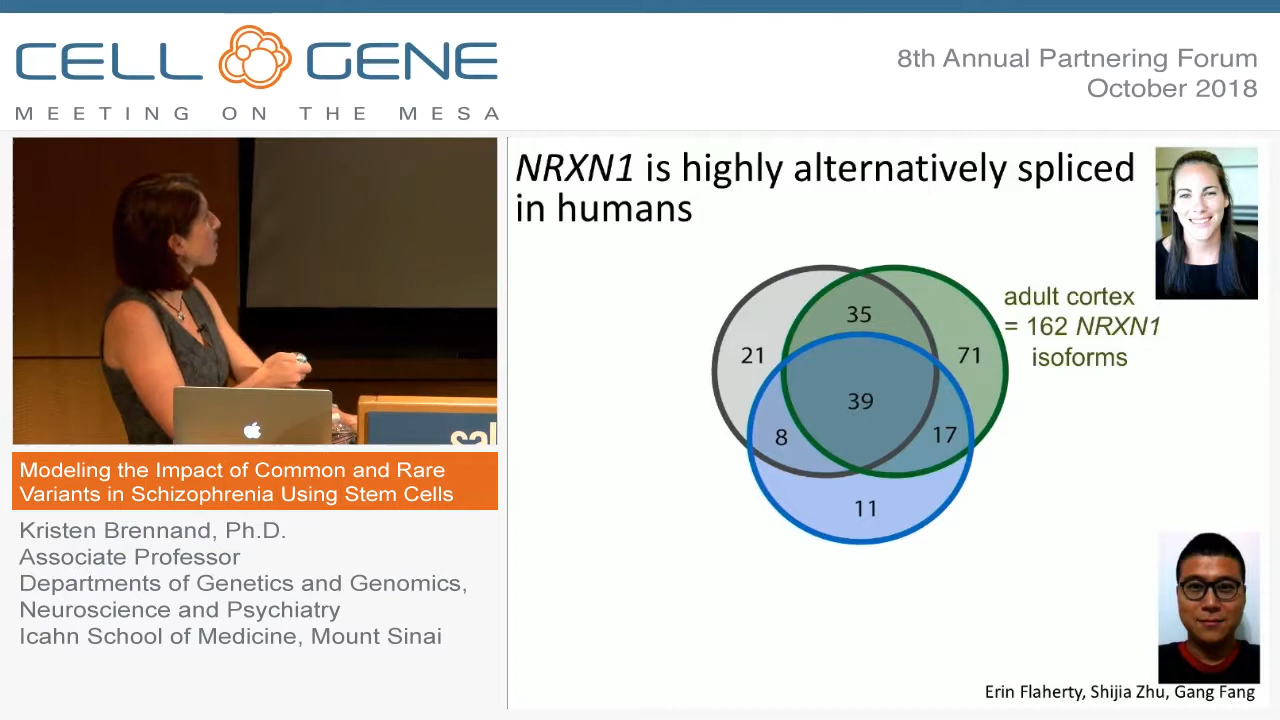 CELL GENE
MEETING ON THE MESA
8th Annual Partnering Forum
October 2018
sal
Modeling the Impact of Common and Rare
Variants in Schizophrenia Using Stem Cells
Kristen Brennand, Ph.D.
Associate Professor
Departments of Genetics and Genomics,
Neuroscience and Psychiatry
Icahn School of Medicine, Mount Sinai
NRXN1 is highly alternatively spliced
in humans
35
21
71
39
8
17
11
adult cortex
= 162 NRXN1
isoforms
Erin Flaherty, Shijia Zhu, Gang Fang